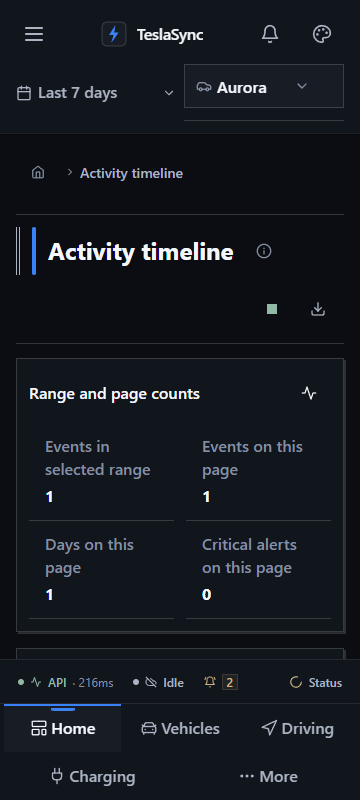 TeslaSync
Last 7 days
Aurora
Activity timeline
Activity timeline
Range and page counts
Events in selected range
1
Events on this page
1
Days on this page
1
Critical alerts on this page
0
API · 216ms
Idle
2
Status
Home
Vehicles
Driving
Charging
More